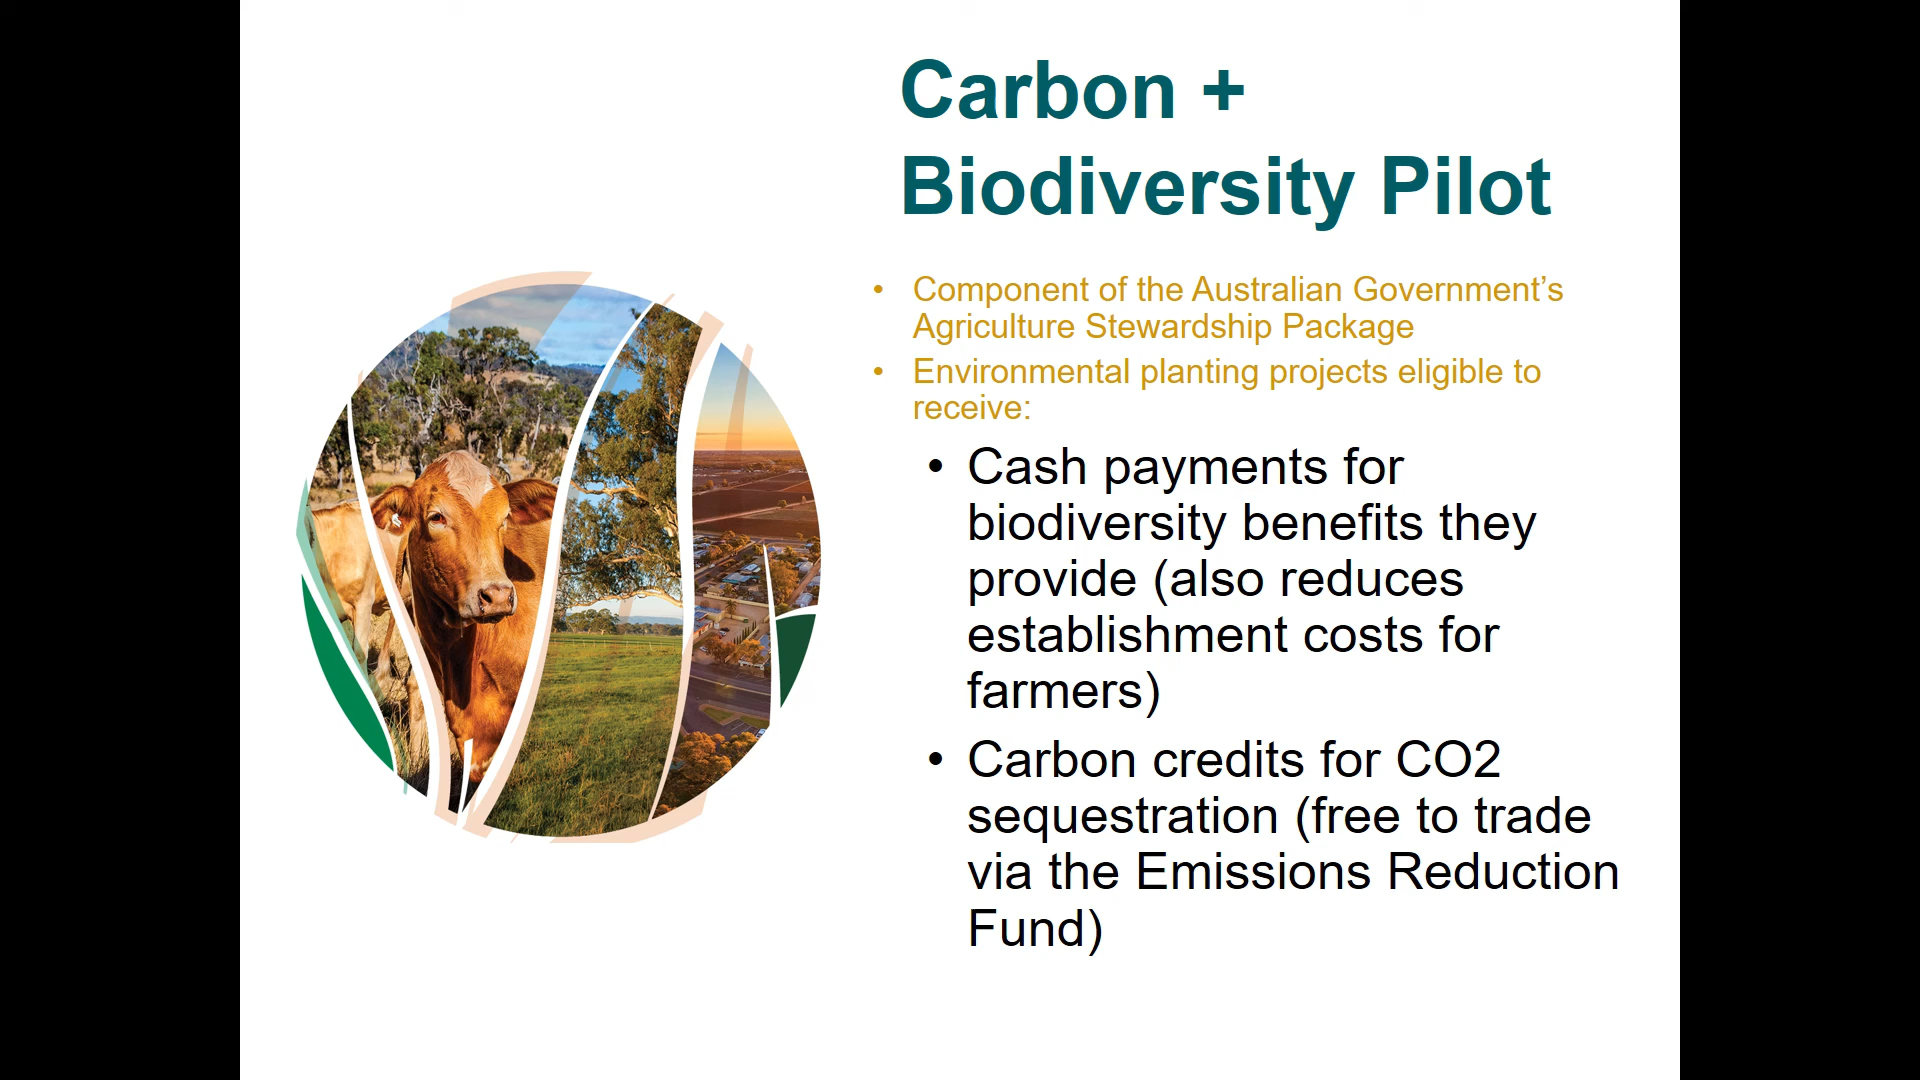 Carbon +
Biodiversity Pilot
• Component of the Australian Government’s
Agriculture Stewardship Package
• Environmental planting projects eligible to
receive:
• Cash payments for
biodiversity benefits they
provide (also reduces
establishment costs for
farmers)
• Carbon credits for CO2
sequestration (free to trade
via the Emissions Reduction
Fund)